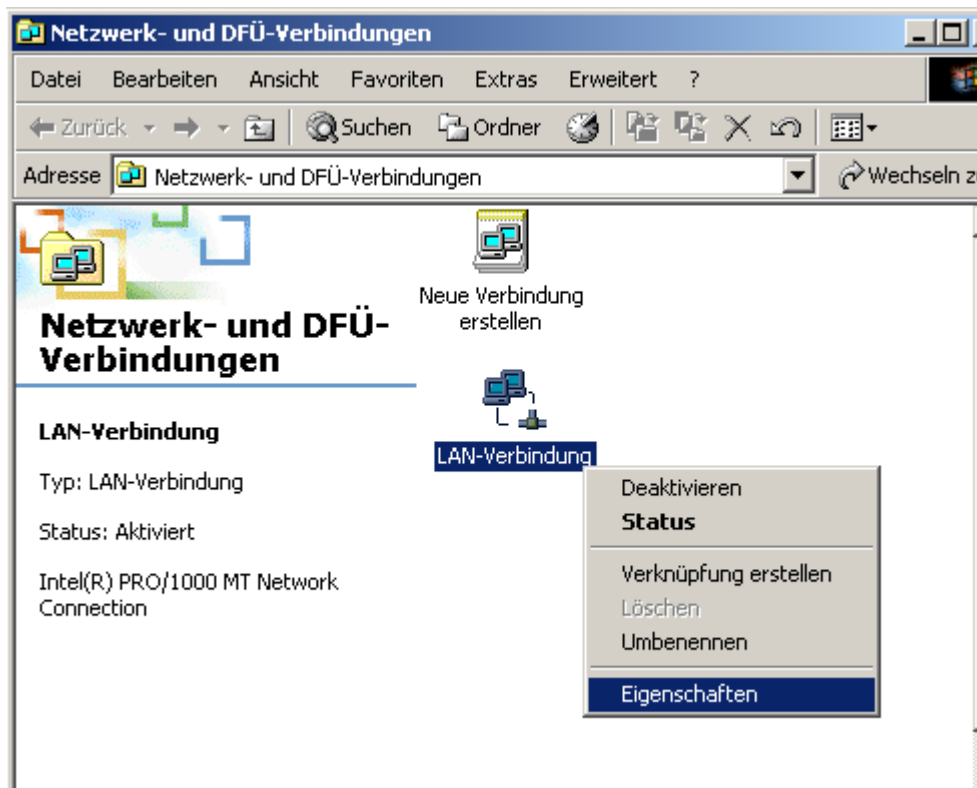 Netzwerk- und DFÜ-Verbindungen
Datei Bearbeiten Ansicht Favoriten Extras Erweitert ?
Zurück Suchen Ordner
Adresse Netzwerk- und DFÜ-Verbindungen Wechseln z
Neue Verbindung
erstellen
Netzwerk- und DFÜ-
Verbindungen
LAN-Verbindung
Typ: LAN-Verbindung
Status: Aktiviert
Intel(R) PRO/1000 MT Network
Connection
LAN-Verbindung
Deaktivieren
Status
Verknüpfung erstellen
Löschen
Umbenennen
Eigenschaften